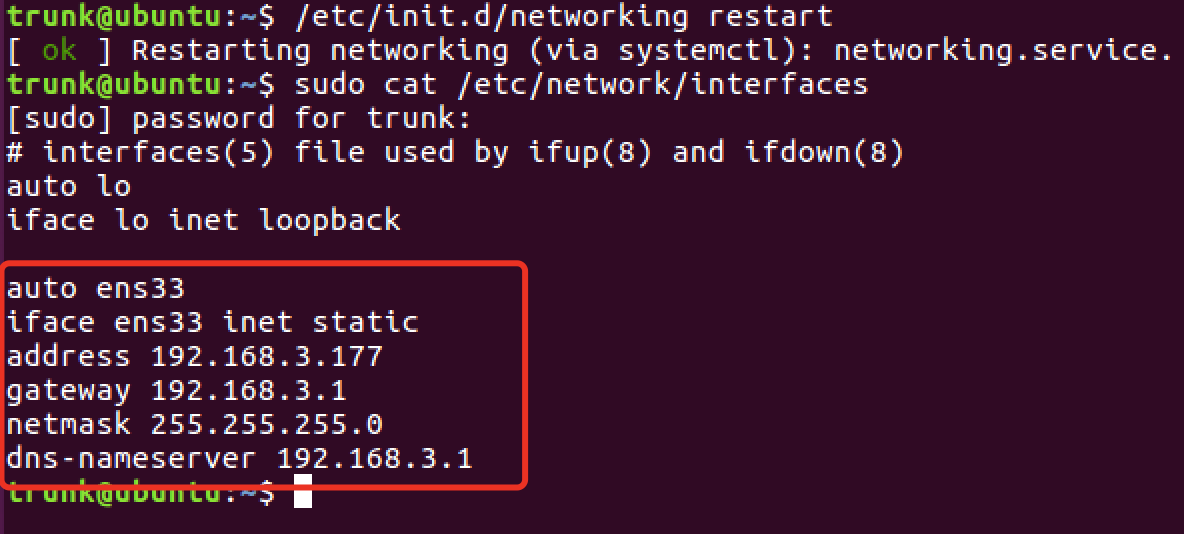 trunk@ubuntu:~$ /etc/init.d/networking restart
[ ok ] Restarting networking (via systemctl): networking.service.
trunk@ubuntu:~$ sudo cat /etc/network/interfaces
[sudo] password for trunk:
# interfaces(5) file used by ifup(8) and ifdown(8)
auto lo
iface lo inet loopback
auto ens33
iface ens33 inet static
address 192.168.3.177
gateway 192.168.3.1
netmask 255.255.255.0
dns-nameserver 192.168.3.1
trunk@ubuntu:~$